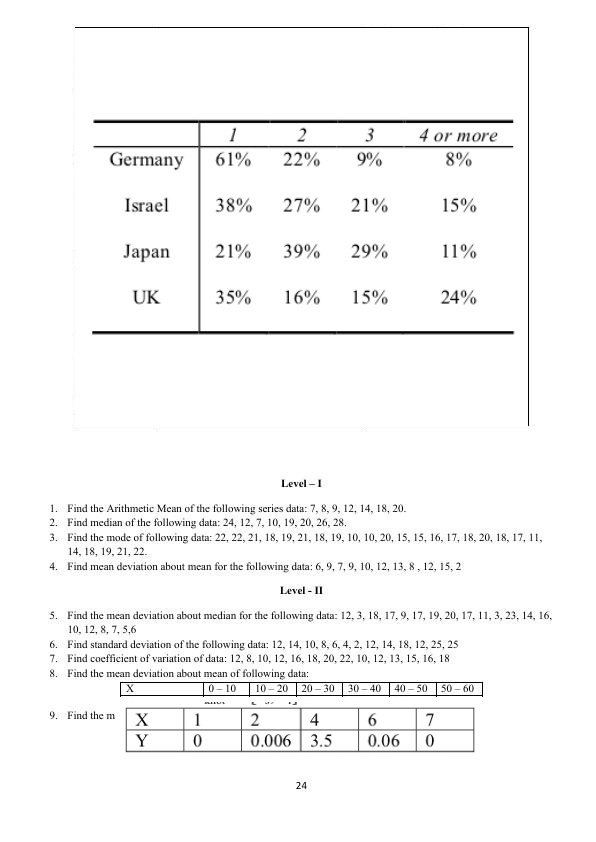 1 2 3 4 or more
Germany 61% 22% 9% 8%
Israel 38% 27% 21% 15%
Japan 21% 39% 29% 11%
UK 35% 16% 15% 24%
Level – I
1. Find the Arithmetic Mean of the following series data: 7, 8, 9, 12, 14, 18, 20.
2. Find median of the following data: 24, 12, 7, 10, 19, 20, 26, 28.
3. Find the mode of following data: 22, 22, 21, 18, 19, 21, 18, 19, 10, 10, 20, 15, 15, 16, 17, 18, 20, 18, 17, 11,
14, 18, 19, 21, 22.
4. Find mean deviation about mean for the following data: 6, 9, 7, 9, 10, 12, 13, 8 , 12, 15, 2
Level - II
5. Find the mean deviation about median for the following data: 12, 3, 18, 17, 9, 17, 19, 20, 17, 11, 3, 23, 14, 16,
10, 12, 8, 7, 5,6
6. Find standard deviation of the following data: 12, 14, 10, 8, 6, 4, 2, 12, 14, 18, 12, 25, 25
7. Find coefficient of variation of data: 12, 8, 10, 12, 16, 18, 20, 22, 10, 12, 13, 15, 16, 18
8. Find the mean deviation about mean of following data:
X 0 – 10 10 – 20 20 – 30 30 – 40 40 – 50 50 – 60
9. Find the m
X 1 2 4 6 7
Y 0 0.006 3.5 0.06 0
24